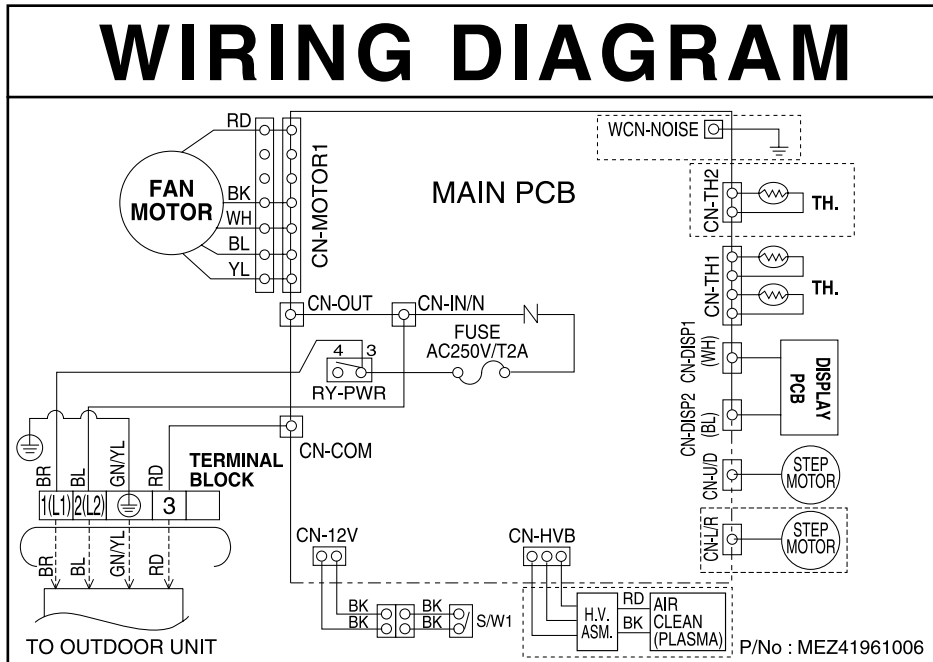 WIRING DIAGRAM
RD
FAN
MOTOR
BK
WH
BL
YL
CN-MOTOR1
MAIN PCB
WCN-NOISE
CN-TH2
TH.
CN-TH1
TH.
CN-OUT
CN-IN/N
N
FUSE
AC250V/T2A
4 3
RY-PWR
CN-DISP1
(WH)
CN-DISP2
(BL)
DISPLAY
PCB
CN-COM
CN-U/D
STEP
MOTOR
CN-L/R
STEP
MOTOR
BR
BL
GN/YL
RD
TERMINAL
BLOCK
1(L1) 2(L2) 3
BR
BL
GN/YL
RD
TO OUTDOOR UNIT
CN-12V
BK BK
BK BK
S/W1
CN-HVB
H.V.
ASM.
RD
BK
AIR
CLEAN
(PLASMA)
P/No : MEZ41961006